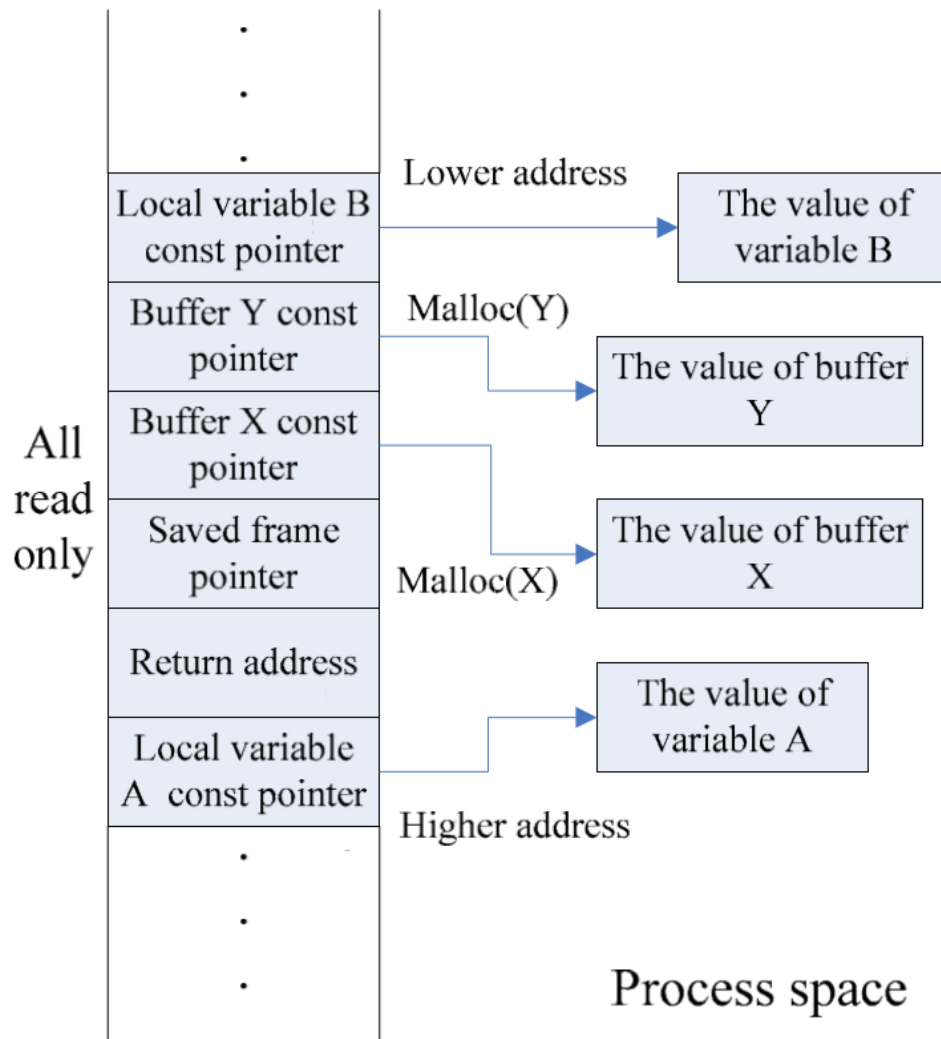 Lower address
Local variable B
const pointer
The value of
variable B
Buffer Y const
pointer
Malloc(Y)
The value of buffer
Y
Buffer X const
pointer
All
read
only
Saved frame
pointer
Malloc(X)
The value of buffer
X
Return address
The value of
variable A
Local variable
A const pointer
Higher address
Process space